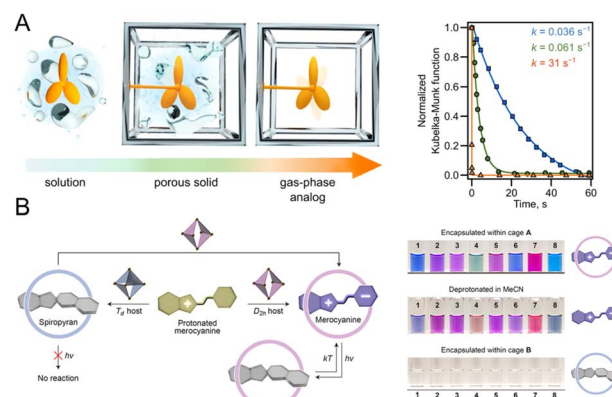 A
solution
porous solid
gas-phase
analog
Normalized
Kubelka-Munk function
1.0
0.8
0.6
0.4
0.2
0.0
k = 0.036 s⁻¹
k = 0.061 s⁻¹
k = 31 s⁻¹
0 20 40 60
Time, s
B
Spiropyran
Td host
Protonated
merocyanine
D2h host
Merocyanine
hν
No reaction
kT
hν
Encapsulated within cage A
1 2 3 4 5 6 7 8
Deprotonated in MeCN
1 2 3 4 5 6 7 8
Encapsulated within cage B
1 2 3 4 5 6 7 8